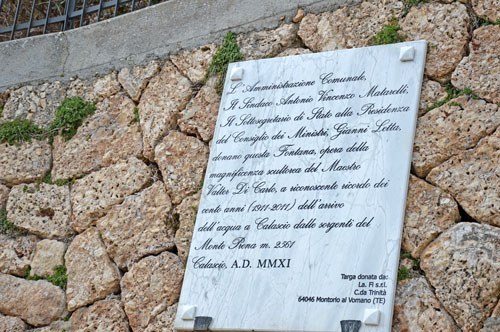 L'Amministrazione Comunale,
Il Sindaco Antonio Vincenzo Matarelli,
Il Sottosegretario di Stato alla Presidenza
del Consiglio dei Ministri, Gianni Letta,
donano questa Fontana, opera della
magnificenza scultorea del Maestro
Valter Di Carlo, a riconoscente ricordo dei
cento anni (1911-2011) dell'arrivo
dell'acqua a Calascio dalle sorgenti del
Monte Prena m. 2561
Calascio, A.D. MMXI
Targa donata da:
La. Fi s.r.l.
C.da Trinità
64046 Montorio al Vomano (TE)